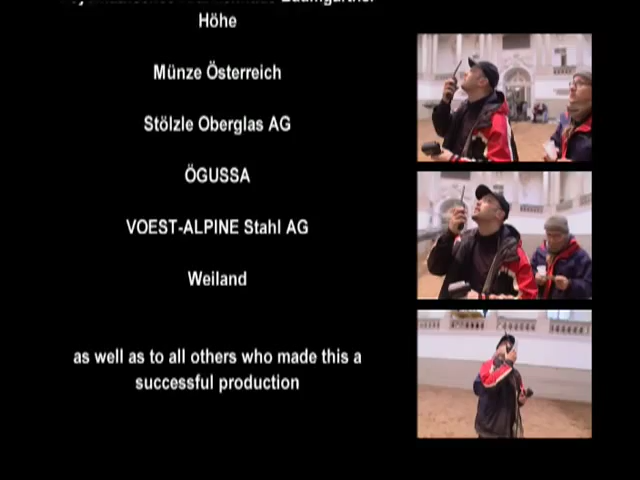 Höhe
Münze Österreich
Stölzle Oberglas AG
ÖGUSSA
VOEST-ALPINE Stahl AG
Weiland
as well as to all others who made this a
successful production